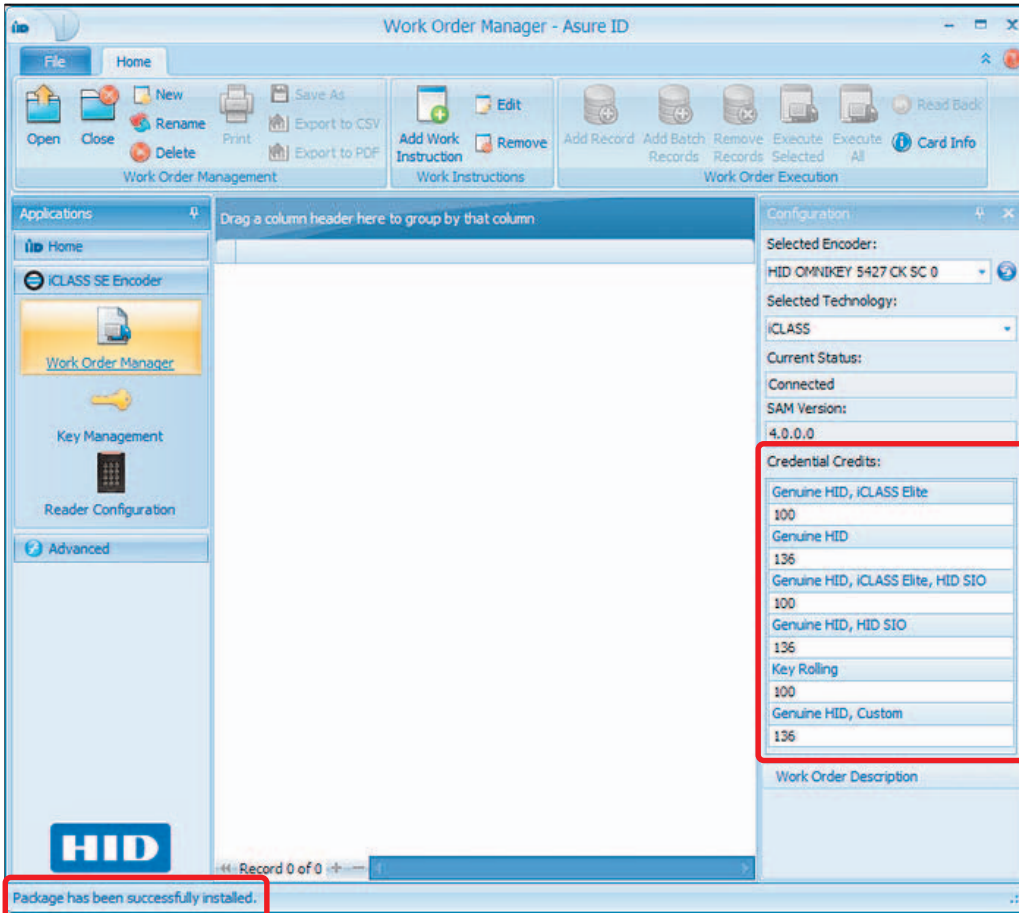 Work Order Manager - Asure ID
File
Home
Open
Close
New
Rename
Delete
Print
Save As
Export to CSV
Export to PDF
Work Order Management
Add Work
Instruction
Edit
Remove
Work Instructions
Add Record
Add Batch
Records
Remove
Records
Execute
Selected
Execute
All
Read Back
Card Info
Work Order Execution
Applications
iID Home
iCLASS SE Encoder
Work Order Manager
Key Management
Reader Configuration
Advanced
HID
Drag a column header here to group by that column
Record 0 of 0
Configuration
Selected Encoder:
HID OMNIKEY 5427 CK SC 0
Selected Technology:
iCLASS
Current Status:
Connected
SAM Version:
4.0.0.0
Credential Credits:
Genuine HID, iCLASS Elite
100
Genuine HID
136
Genuine HID, iCLASS Elite, HID SIO
100
Genuine HID, HID SIO
136
Key Rolling
100
Genuine HID, Custom
136
Work Order Description
Package has been successfully installed.